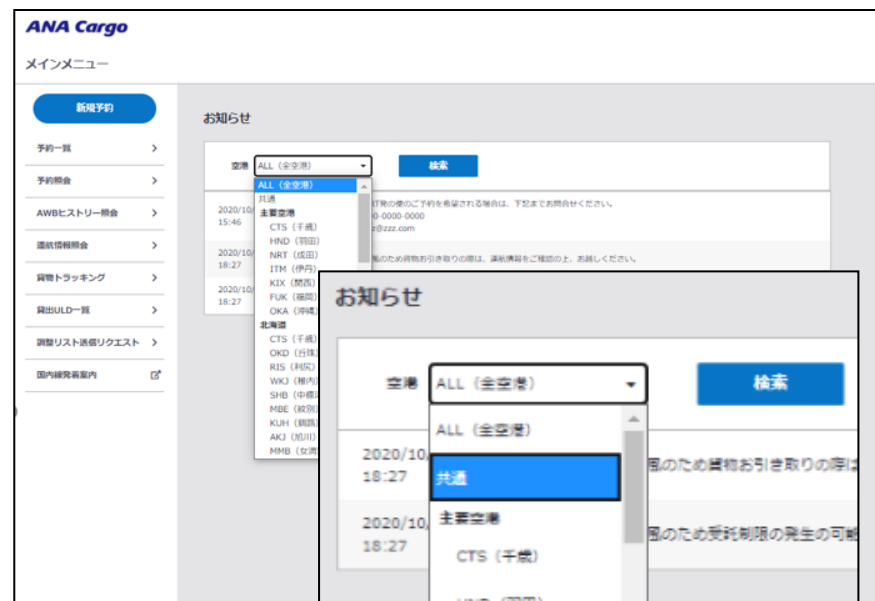 ANA Cargo
メインメニュー
新規予約
予約一覧
予約照会
AWBヒストリー照会
運航情報照会
貨物トラッキング
貸出ULD一覧
調整リスト送信リクエスト
国内線発着案内
お知らせ
空港 ALL（全空港） 検索
ALL（全空港）
共通
主要空港
CTS（千歳）
HND（羽田）
NRT（成田）
ITM（伊丹）
KIX（関西）
FUK（福岡）
OKA（沖縄）
北海道
CTS（千歳）
OKD（丘珠
RIS（利尻）
WKJ（稚内）
SHB（中標津
MBE（紋別）
KUH（釧路）
AKJ（旭川）
MMB（女満
2020/10/
15:46
RT発の便のご予約を希望される場合は、下記までお問合せください。
0-0000-0000
z@zzz.com
2020/10/
18:27
風のため貨物お引き取りの際は、運航情報をご確認の上、お越しください。
2020/10/
18:27
お知らせ
空港 ALL（全空港） 検索
ALL（全空港）
共通
主要空港
CTS（千歳）
2020/10/
18:27
風のため貨物お引き取りの際は
2020/10/
18:27
風のため受託制限の発生の可能